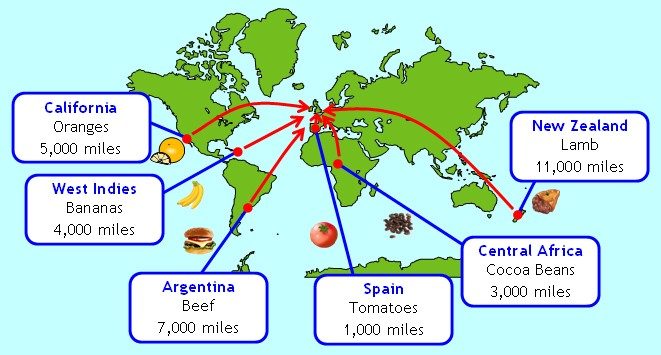 California
Oranges
5,000 miles
West Indies
Bananas
4,000 miles
Argentina
Beef
7,000 miles
Spain
Tomatoes
1,000 miles
Central Africa
Cocoa Beans
3,000 miles
New Zealand
Lamb
11,000 miles